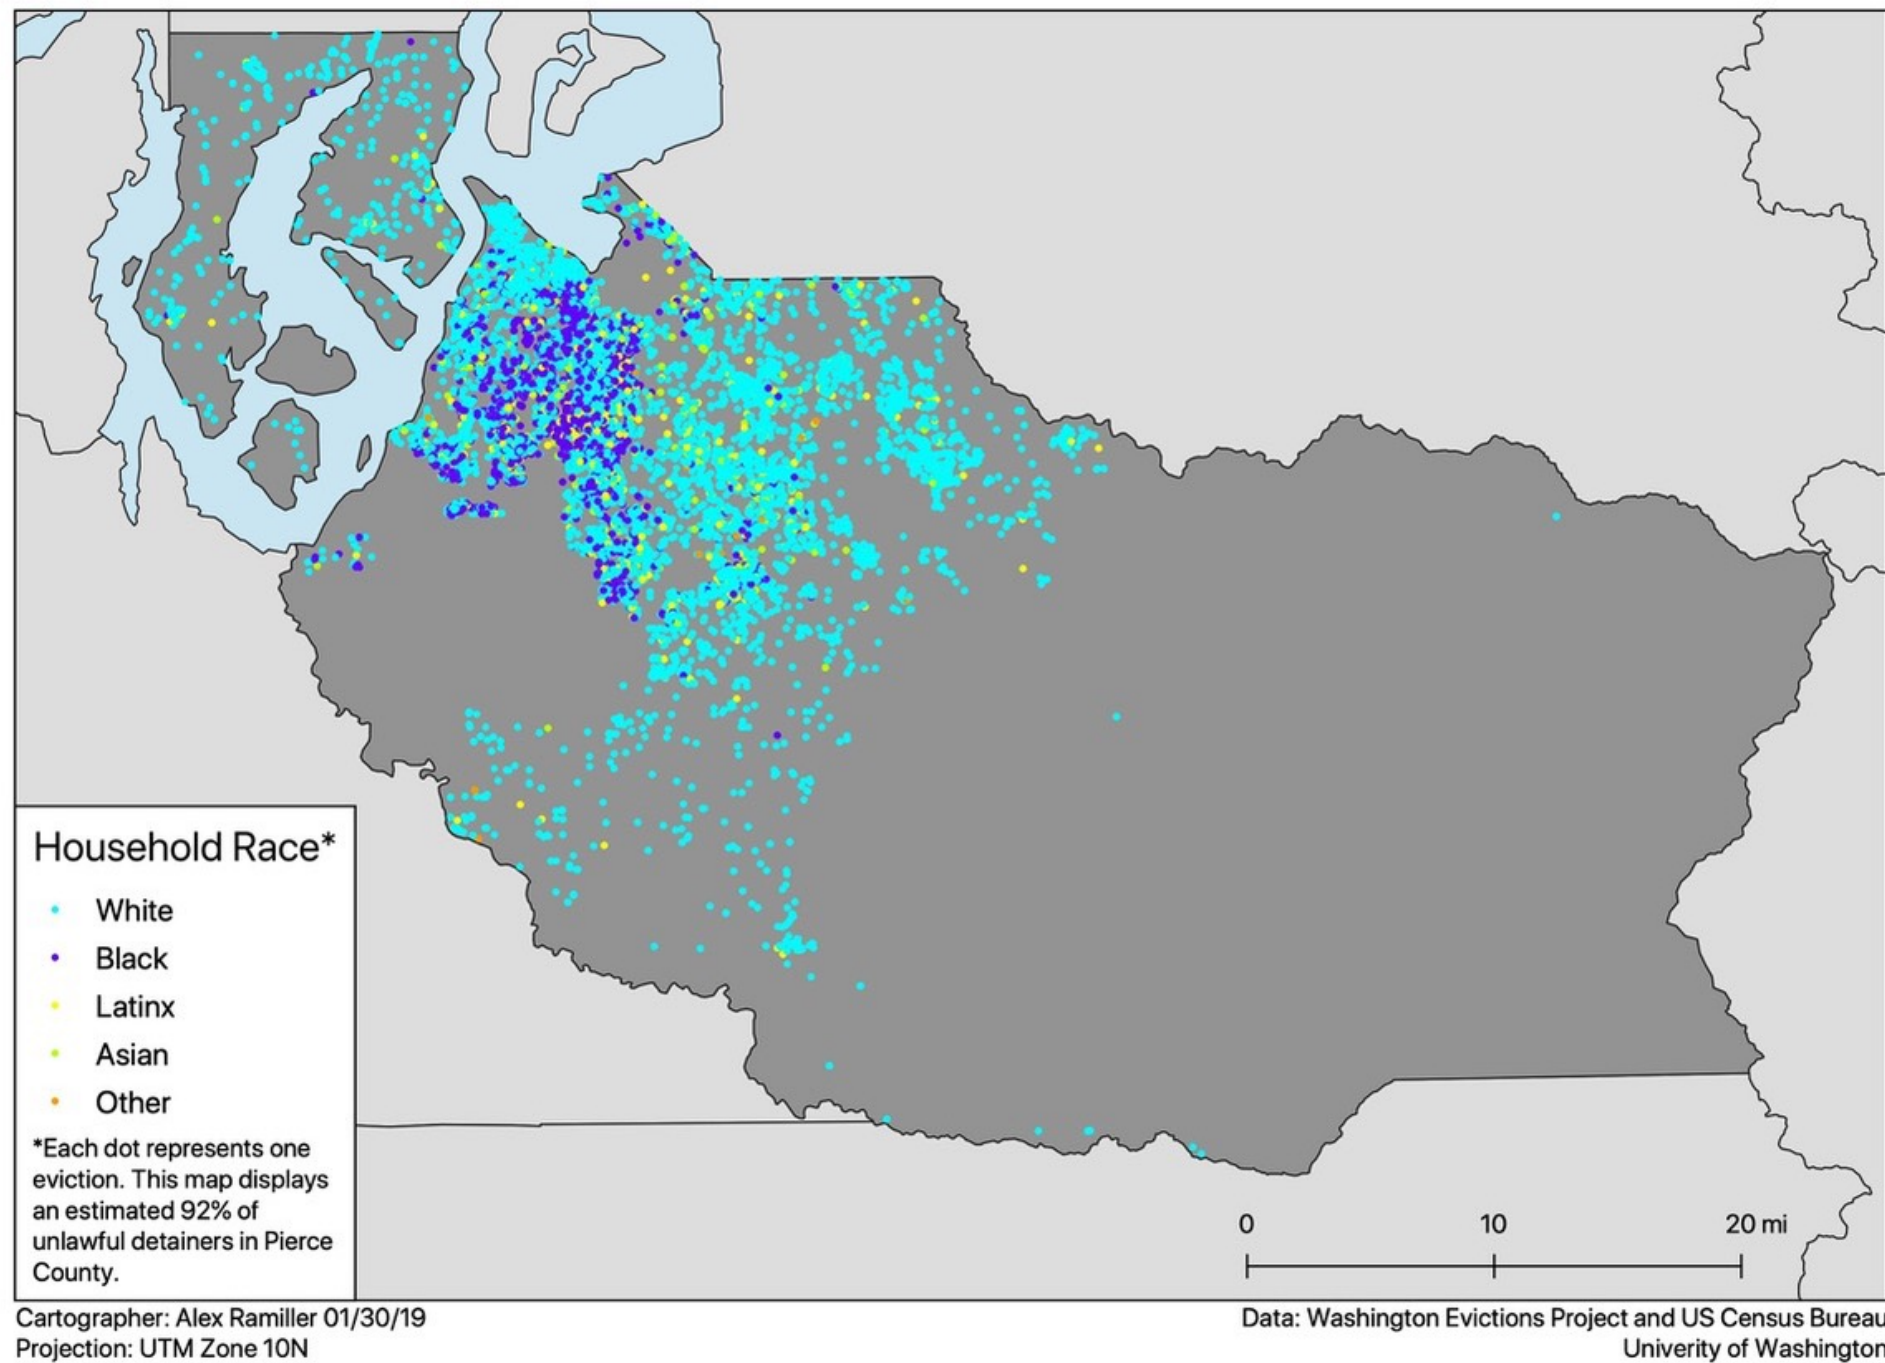 Household Race*
White
Black
Latinx
Asian
Other
*Each dot represents one
eviction. This map displays
an estimated 92% of
unlawful detainers in Pierce
County.
0 10 20 mi
Cartographer: Alex Ramiller 01/30/19
Projection: UTM Zone 10N
Data: Washington Evictions Project and US Census Bureau
Univerity of Washington